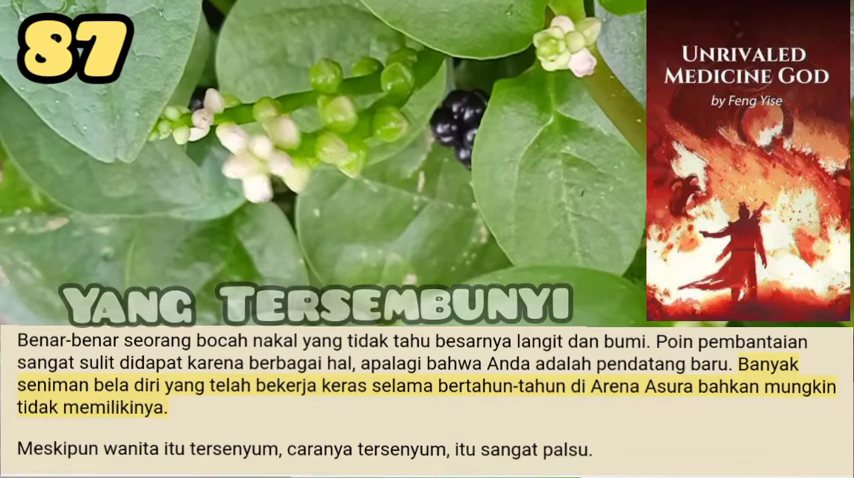 87
UNRIVALED
MEDICINE GOD
by Feng Yise
YANG TERSEMBUNYI
Benar-benar seorang bocah nakal yang tidak tahu besarnya langit dan bumi. Poin pembantaian
sangat sulit didapat karena berbagai hal, apalagi bahwa Anda adalah pendatang baru. Banyak
seniman bela diri yang telah bekerja keras selama bertahun-tahun di Arena Asura bahkan mungkin
tidak memilikinya.
Meskipun wanita itu tersenyum, caranya tersenyum, itu sangat palsu.